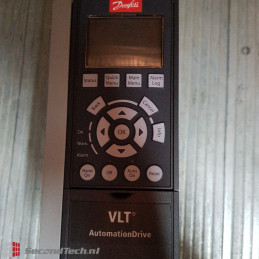 Danfoss
Status
Quick Menu
Main Menu
Alarm Log
Back
Cancel
OK
Info
On
Warn.
Alarm
Hand On
Off
Auto On
Reset
VLT®
AutomationDrive
SecondTech.nl